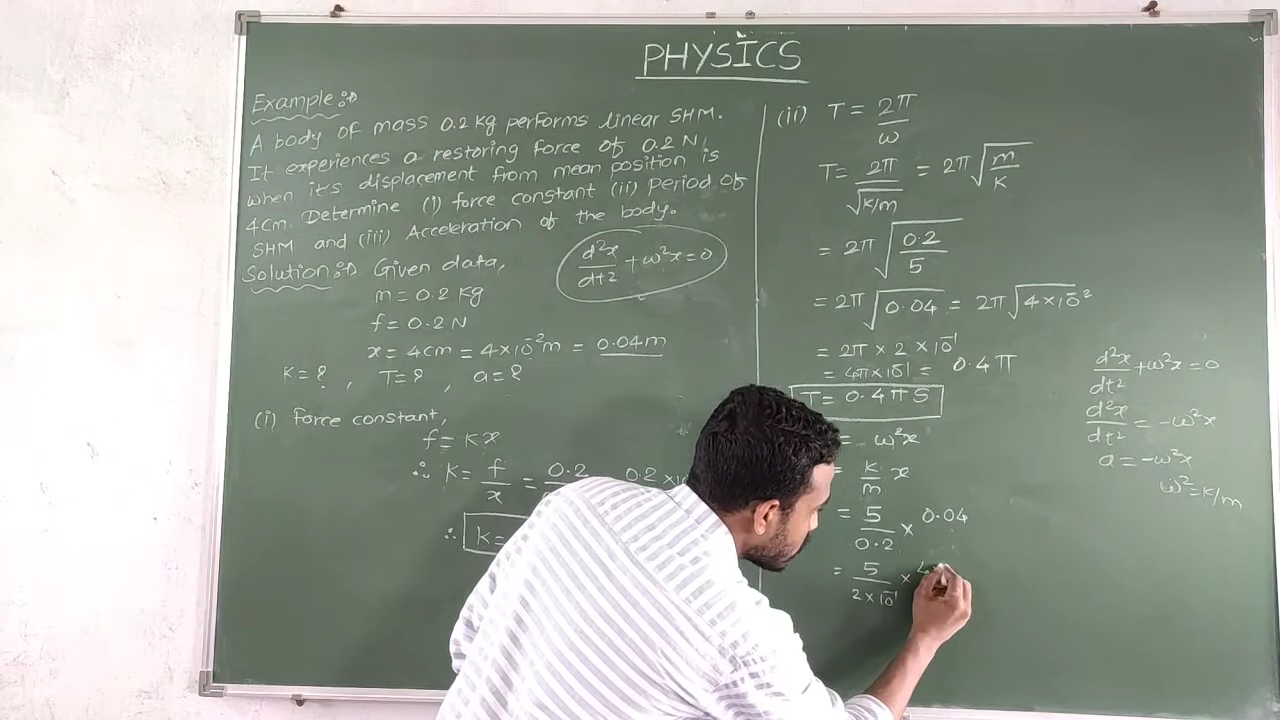 PHYSICS
Example:-
A body of mass 0.2 kg performs linear SHM.
It experiences a restoring force of 0.2 N,
when it's displacement from mean position is
4cm. Determine (i) force constant (ii) Period of
SHM and (iii) Acceleration of the body.
Solution:- Given data,
m = 0.2 kg
f = 0.2 N
x = 4cm = 4×10⁻²m = 0.04m
K = ?, T = ?, a = ?
d²x/dt² + ω²x = 0
(i) Force constant,
f = Kx
∴ K = f/x = 0.2 0.2 ×
∴ K =
(ii) T = 2π/ω
T = 2π/√(K/m) = 2π√(m/K)
= 2π√(0.2/5)
= 2π√0.04 = 2π√(4×10⁻²)
= 2π × 2 × 10⁻¹
= 4π×10⁻¹ = 0.4π
T = 0.4π S
= ω²x
= K/m x
= 5/0.2 × 0.04
= 5/(2×10⁻¹) × 4
d²x/dt² + ω²x = 0
d²x/dt² = -ω²x
a = -ω²x
ω² = K/m